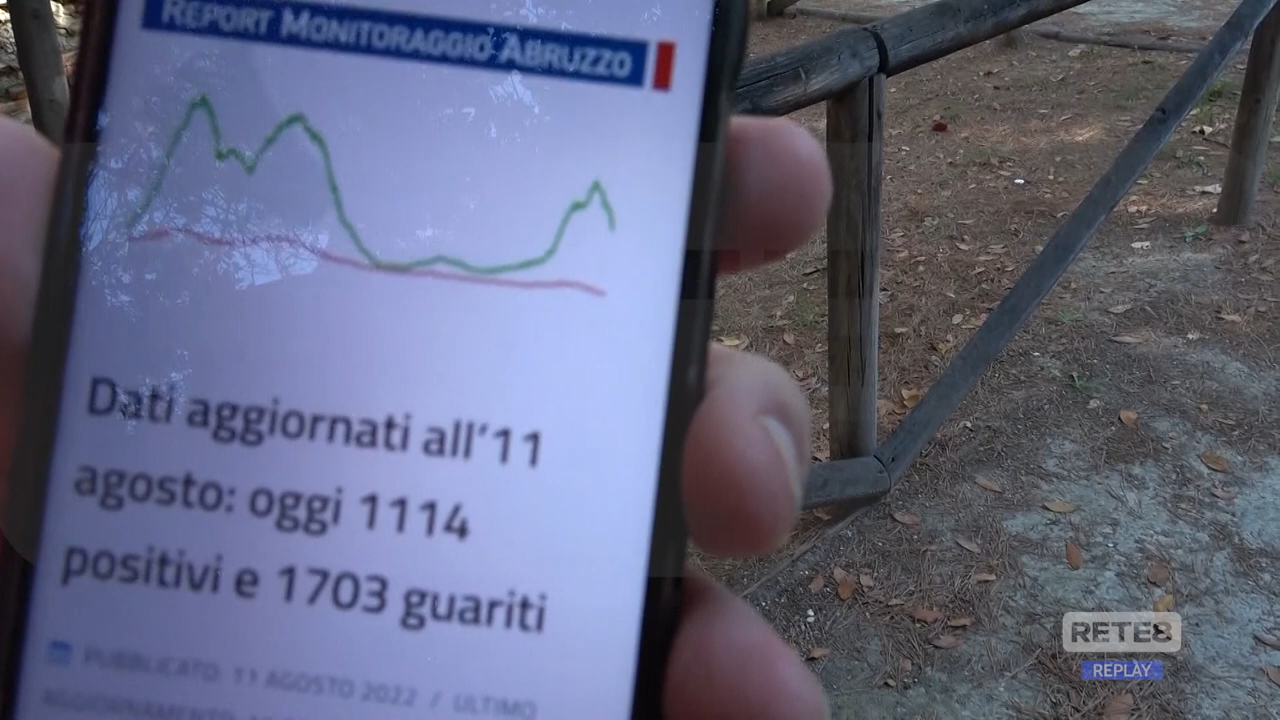 REPORT MONITORAGGIO ABRUZZO
Dati aggiornati all'11
agosto: oggi 1114
positivi e 1703 guariti
PUBBLICATO: 11 AGOSTO 2022 / ULTIMO
AGGIORNAMENTO
RETE8
REPLAY